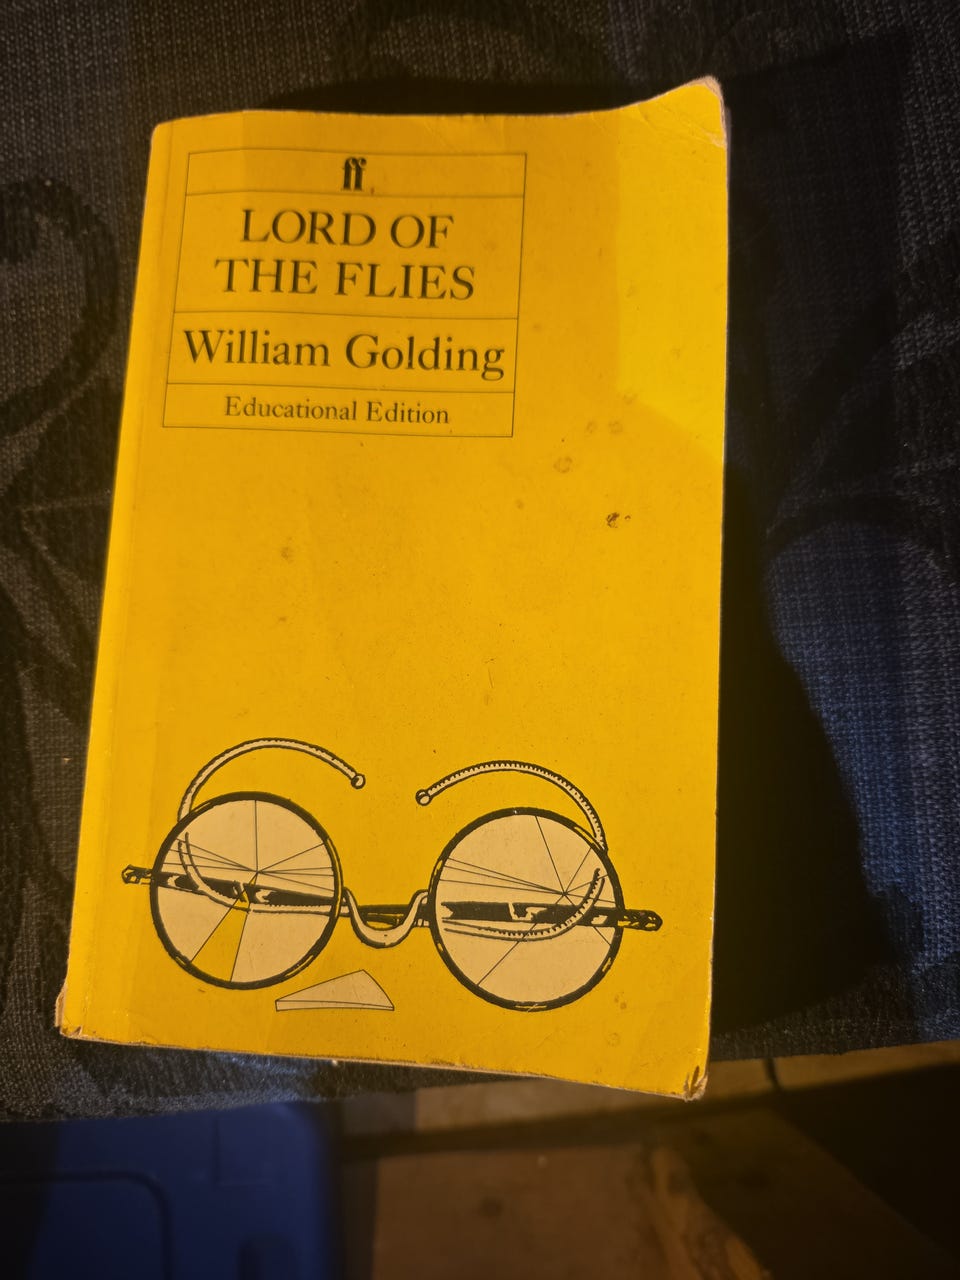 ff
LORD OF
THE FLIES
William Golding
Educational Edition